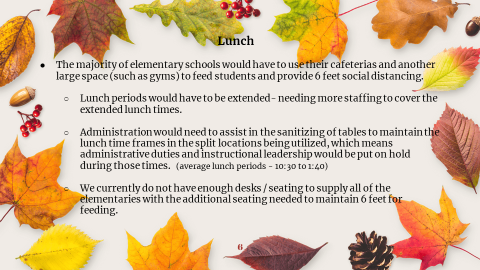 Lunch
● The majority of elementary schools would have to use their cafeterias and another
large space (such as gyms) to feed students and provide 6 feet social distancing.
○ Lunch periods would have to be extended- needing more staffing to cover the
extended lunch times.
○ Administration would need to assist in the sanitizing of tables to maintain the
lunch time frames in the split locations being utilized, which means
administrative duties and instructional leadership would be put on hold
during those times. (average lunch periods - 10:30 to 1:40)
○ We currently do not have enough desks / seating to supply all of the
elementaries with the additional seating needed to maintain 6 feet for
feeding.
6